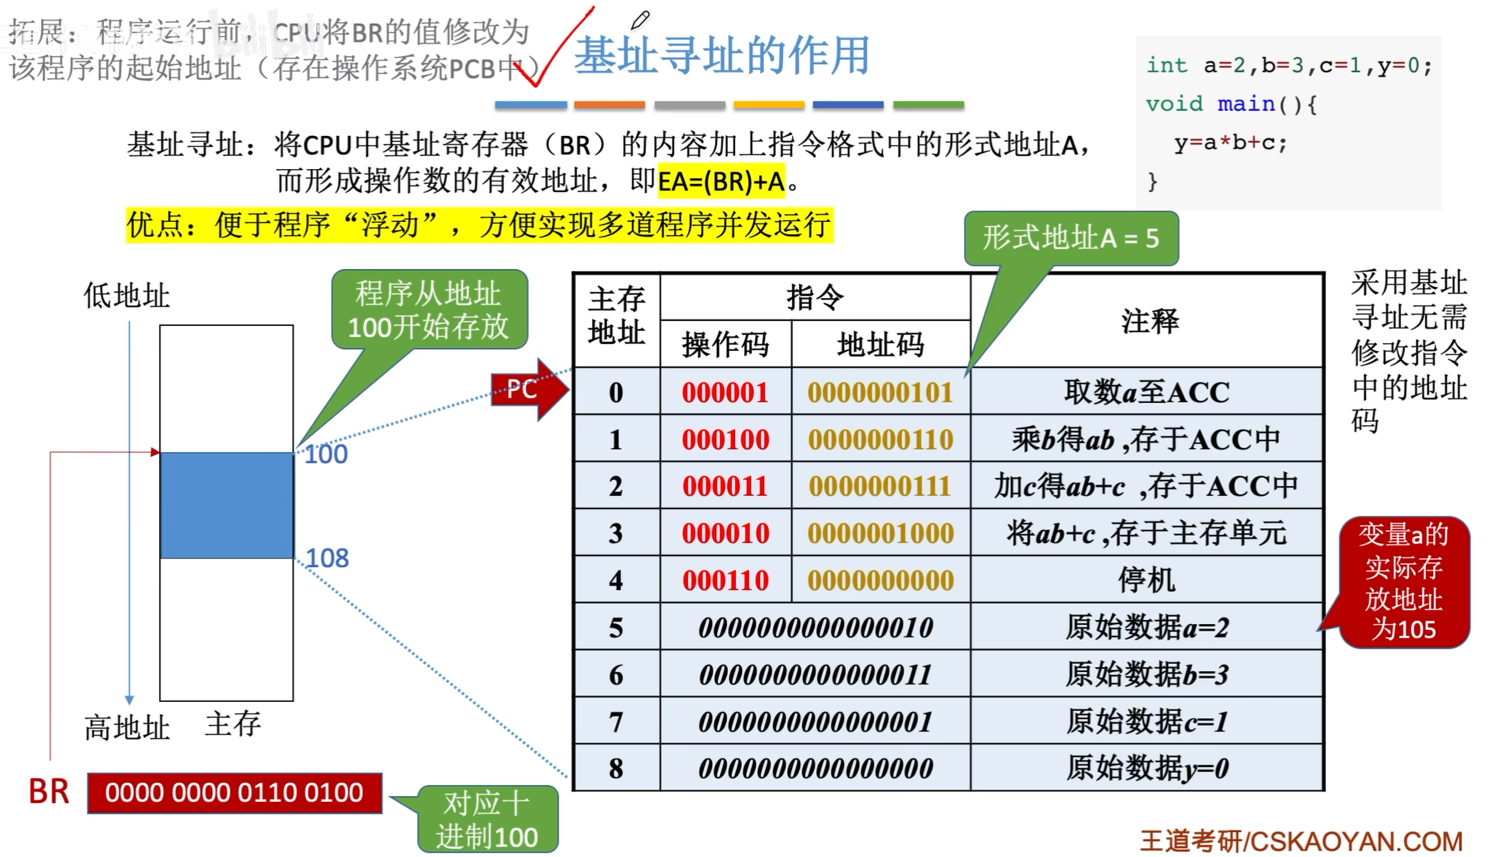 拓展：程序运行前，CPU将BR的值修改为
该程序的起始地址（存在操作系统PCB中）
bilibili
基址寻址的作用
int a=2,b=3,c=1,y=0;
void main(){
y=a*b+c;
}
基址寻址：将CPU中基址寄存器（BR）的内容加上指令格式中的形式地址A，
而形成操作数的有效地址，即EA=(BR)+A。
优点：便于程序“浮动”，方便实现多道程序并发运行
形式地址A = 5
低地址
程序从地址
100开始存放
100
108
高地址
主存
BR
0000 0000 0110 0100
对应十
进制100
PC
主存
地址
指令
注释
操作码
地址码
0 000001 0000000101 取数a至ACC
1 000100 0000000110 乘b得ab ,存于ACC中
2 000011 0000000111 加c得ab+c ,存于ACC中
3 000010 0000001000 将ab+c ,存于主存单元
4 000110 0000000000 停机
5 0000000000000010 原始数据a=2
6 0000000000000011 原始数据b=3
7 0000000000000001 原始数据c=1
8 0000000000000000 原始数据y=0
采用基址
寻址无需
修改指令
中的地址
码
变量a的
实际存
放地址
为105
王道考研/CSKAOYAN.COM